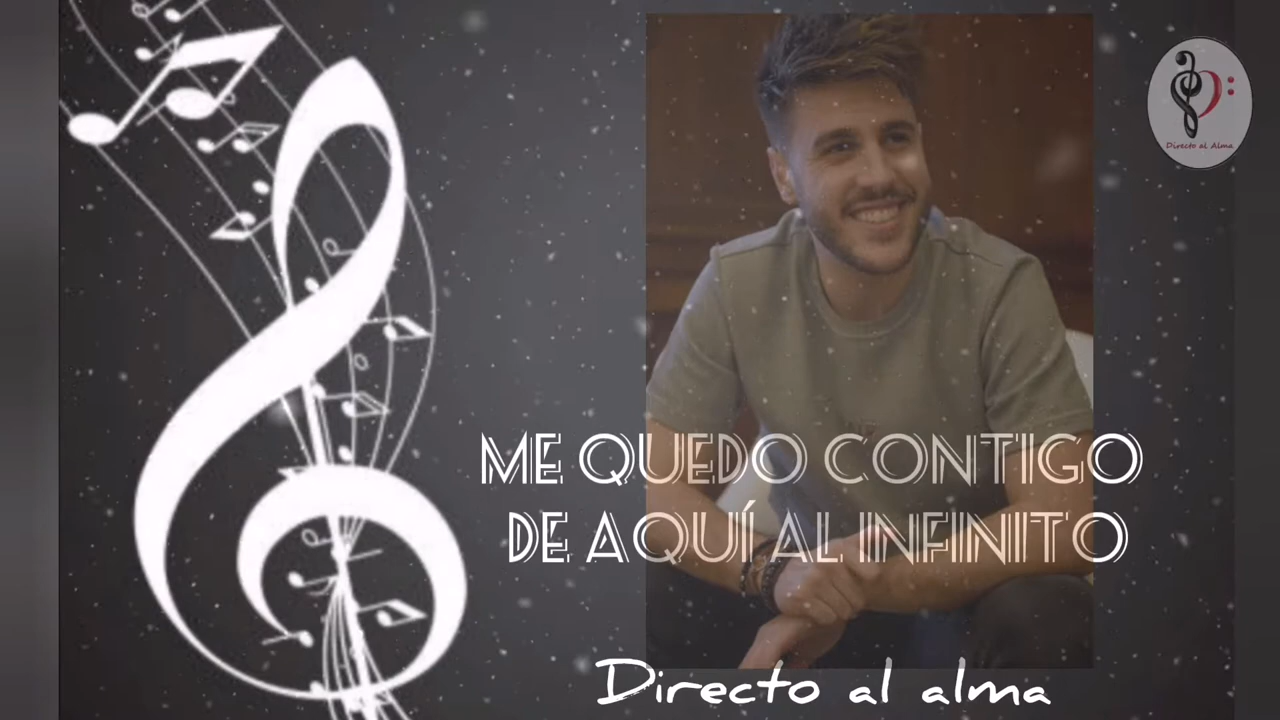 Directo al Alma
ME QUEDO CONTIGO
DE AQUÍ AL INFINITO
Directo al alma